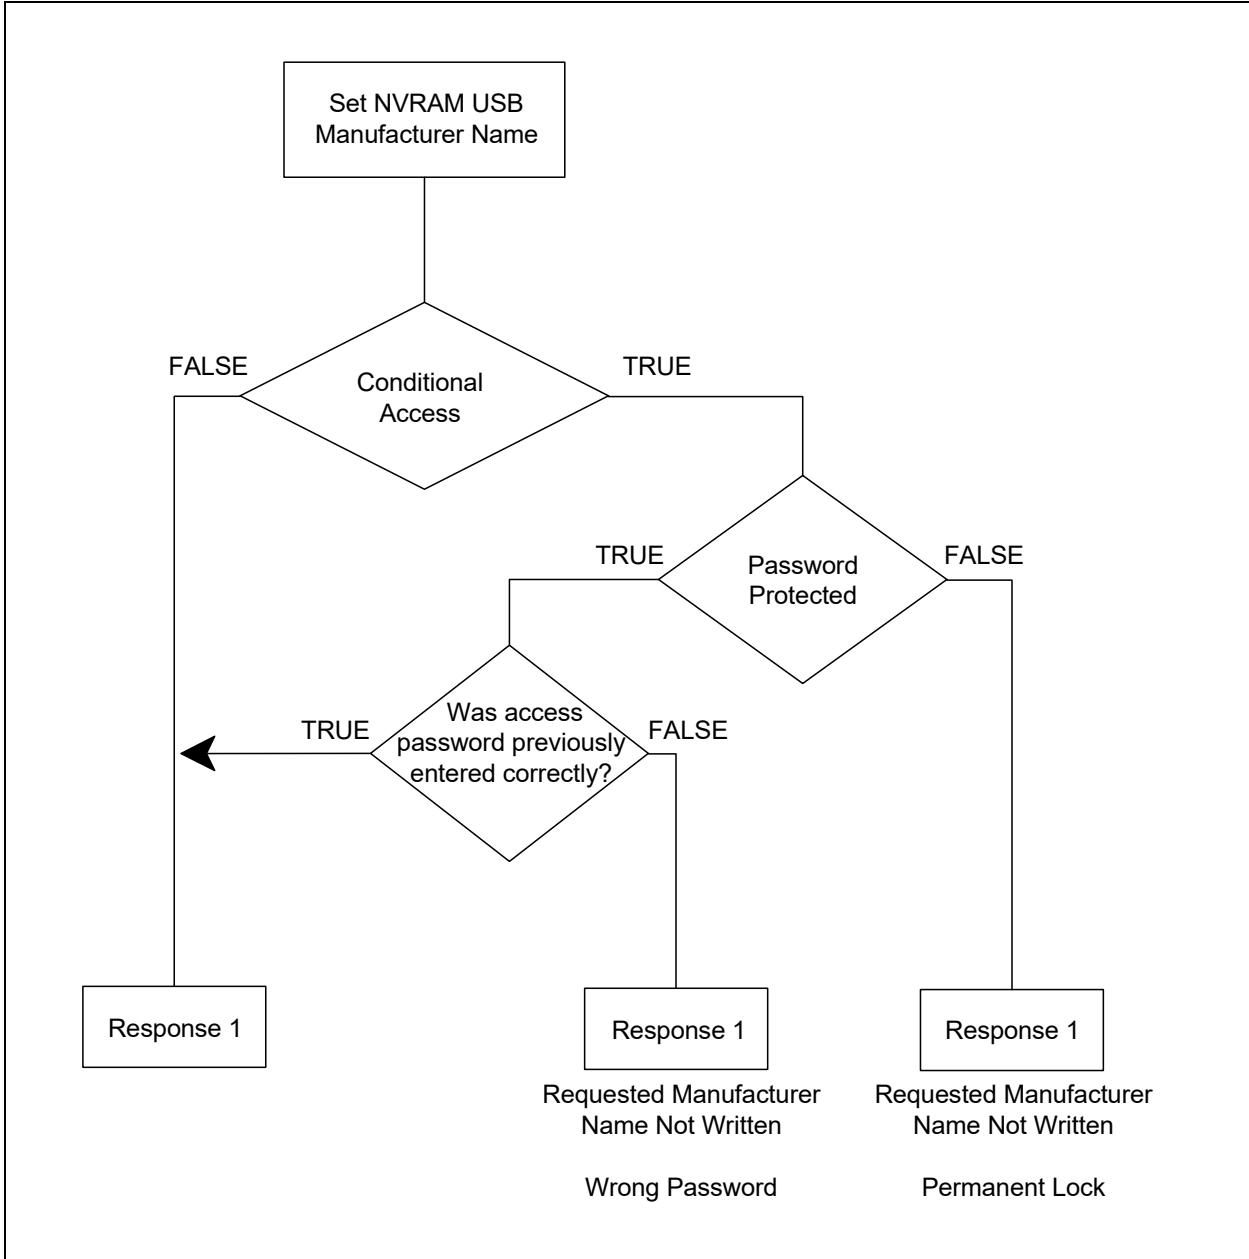 Set NVRAM USB
Manufacturer Name
FALSE
TRUE
Conditional
Access
TRUE
FALSE
Password
Protected
TRUE
FALSE
Was access
password previously
entered correctly?
Response 1
Response 1
Response 1
Requested Manufacturer
Name Not Written
Wrong Password
Requested Manufacturer
Name Not Written
Permanent Lock